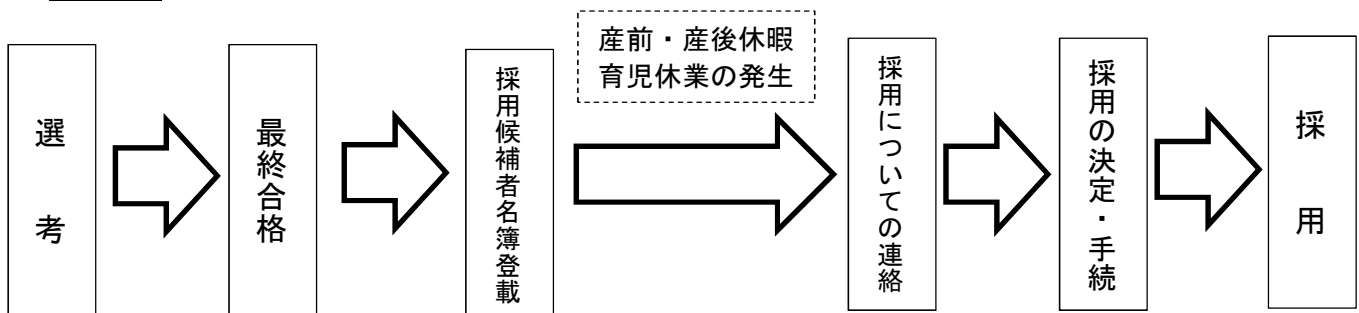 選考
最終合格
採用候補者名簿登載
産前・産後休暇
育児休業の発生
採用についての連絡
採用の決定・手続
採用